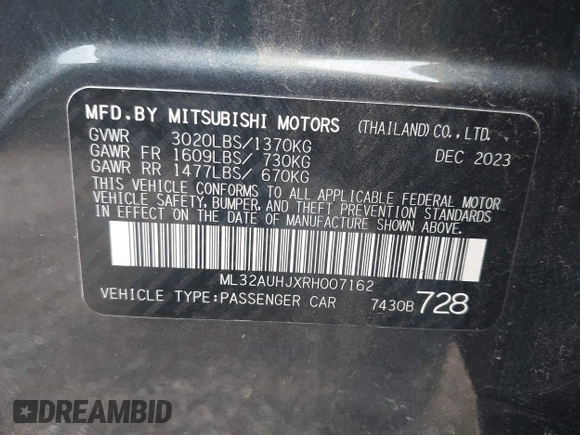 MFD.BY MITSUBISHI MOTORS (THAILAND)CO.,LTD.
GVWR 3020LBS/1370KG DEC 2023
GAWR FR 1609LBS/ 730KG
GAWR RR 1477LBS/ 670KG
THIS VEHICLE CONFORMS TO ALL APPLICABLE FEDERAL MOTOR
VEHICLE SAFETY, BUMPER, AND THEFT PREVENTION STANDARDS
IN EFFECT ON THE DATE OF MANUFACTURE SHOWN ABOVE.
ML32AUHJXRH007162
VEHICLE TYPE:PASSENGER CAR 7430B 728
DREAMBID